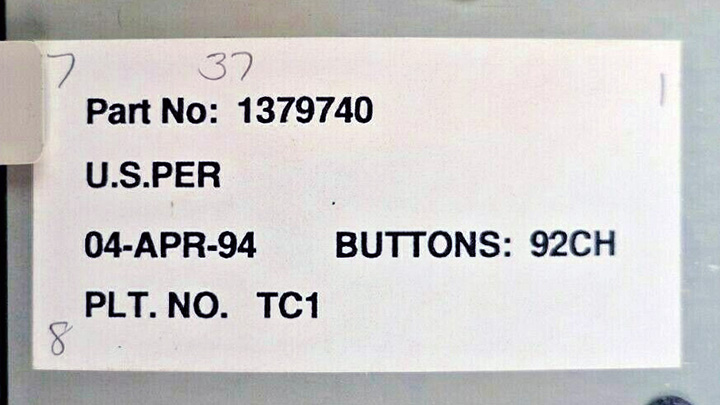 7 37
Part No: 1379740
1
U.S.PER
04-APR-94 BUTTONS: 92CH
PLT. NO. TC1
8